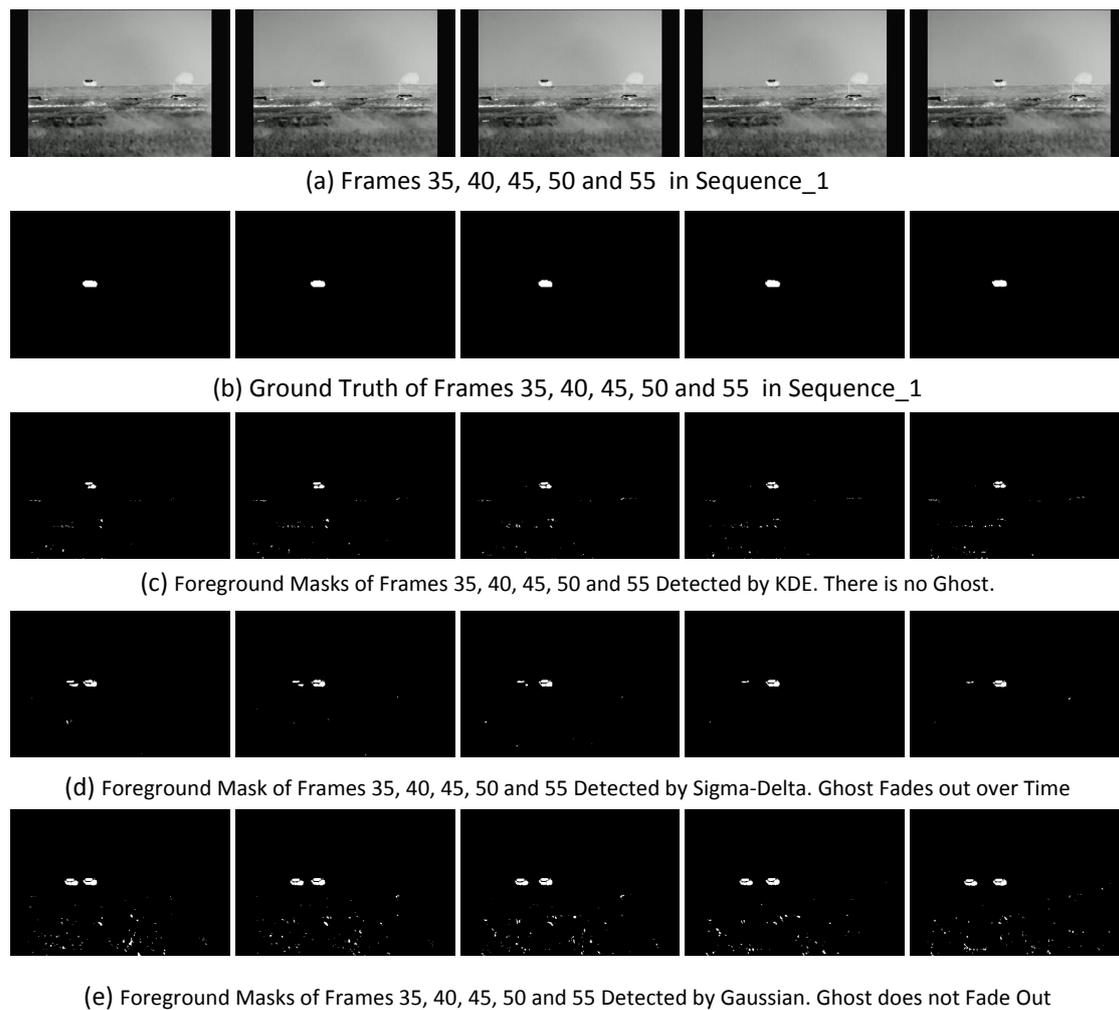 (a) Frames 35, 40, 45, 50 and 55 in Sequence_1
(b) Ground Truth of Frames 35, 40, 45, 50 and 55 in Sequence_1
(c) Foreground Masks of Frames 35, 40, 45, 50 and 55 Detected by KDE. There is no Ghost.
(d) Foreground Mask of Frames 35, 40, 45, 50 and 55 Detected by Sigma-Delta. Ghost Fades out over Time
(e) Foreground Masks of Frames 35, 40, 45, 50 and 55 Detected by Gaussian. Ghost does not Fade Out